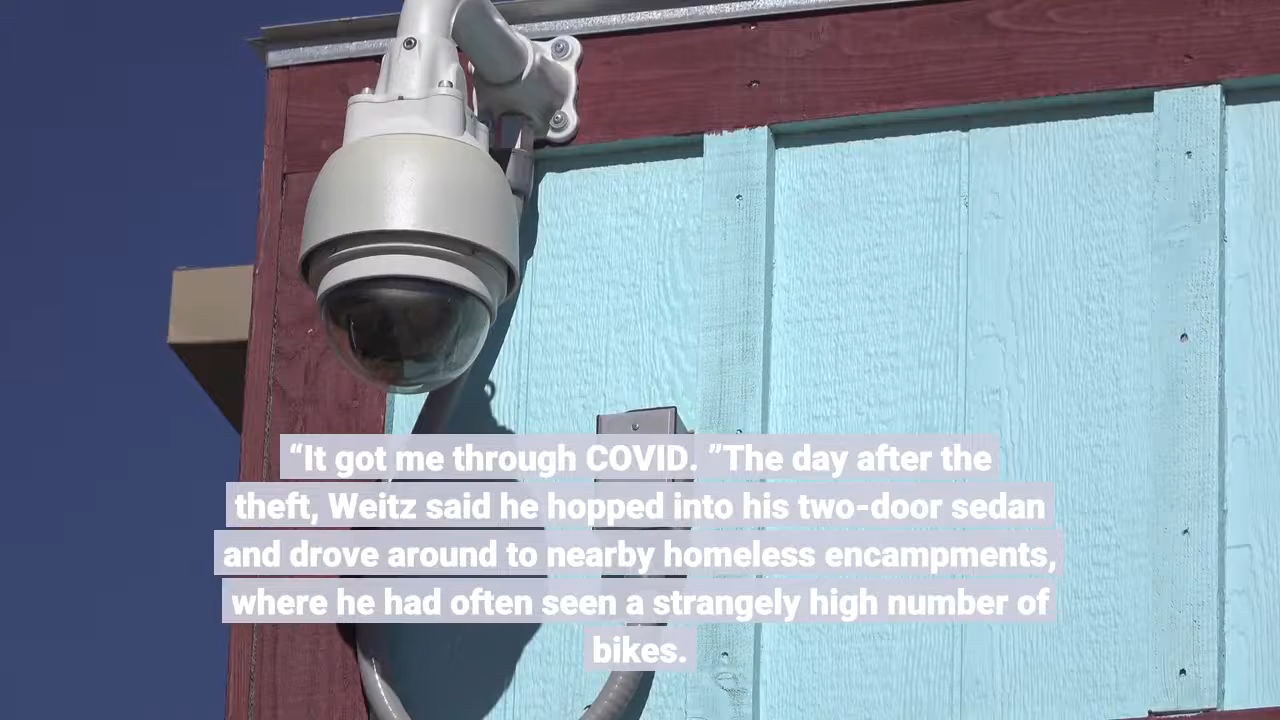 “It got me through COVID. ”The day after the
theft, Weitz said he hopped into his two-door sedan
and drove around to nearby homeless encampments,
where he had often seen a strangely high number of
bikes.